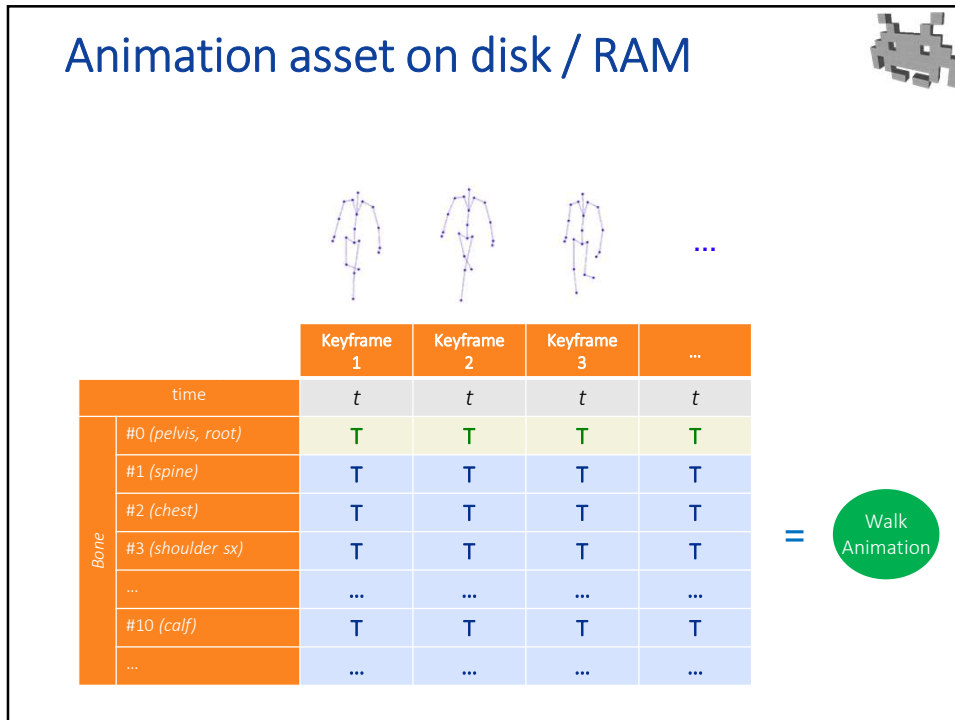 Animation asset on disk / RAM
...
Keyframe 1 Keyframe 2 Keyframe 3 ...
time t t t t
Bone
#0 (pelvis, root) T T T T
#1 (spine) T T T T
#2 (chest) T T T T
#3 (shoulder sx) T T T T
... ... ... ... ...
#10 (calf) T T T T
... ... ... ... ...
=
Walk
Animation